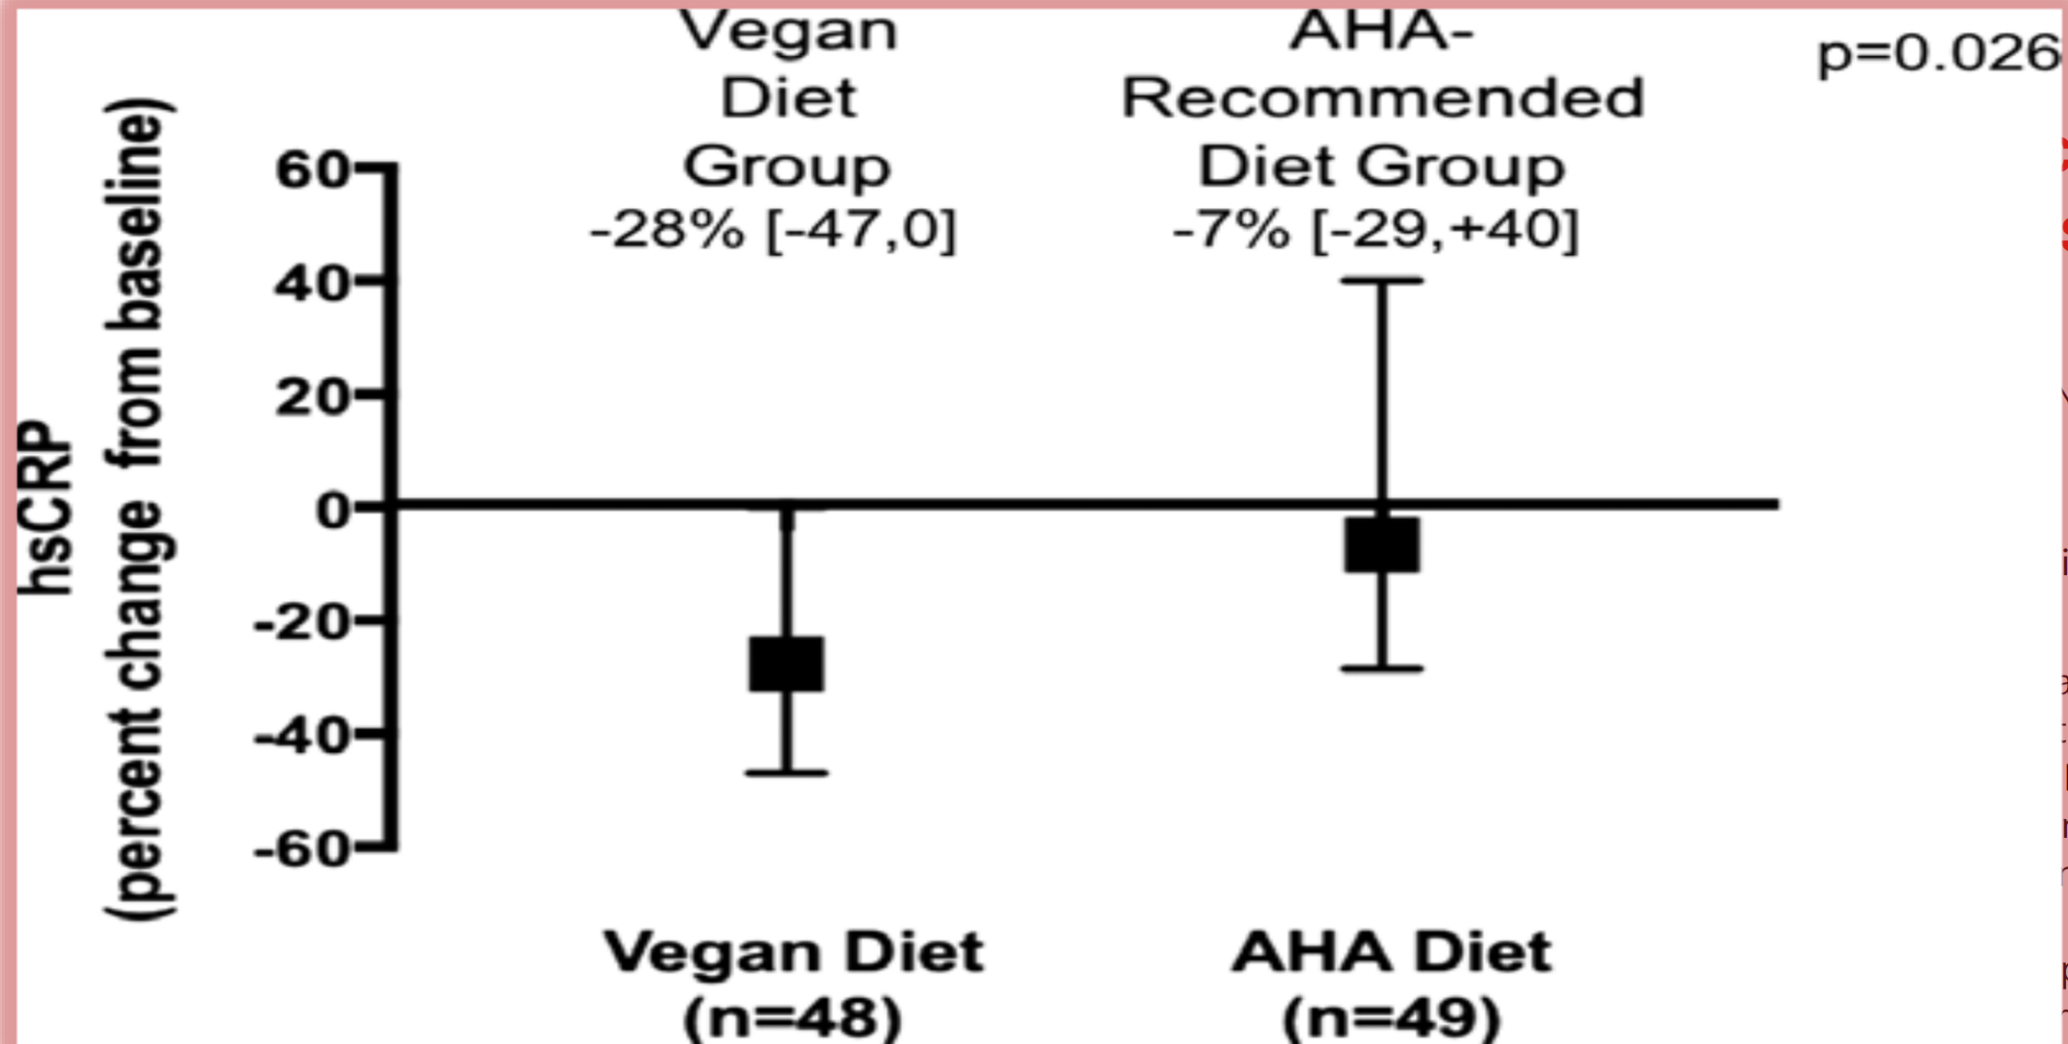 Vegan
Diet
Group
-28% [-47,0]
AHA-
Recommended
Diet Group
-7% [-29,+40]
p=0.026
hsCRP
(percent change from baseline)
60
40
20
0
-20
-40
-60
Vegan Diet
(n=48)
AHA Diet
(n=49)